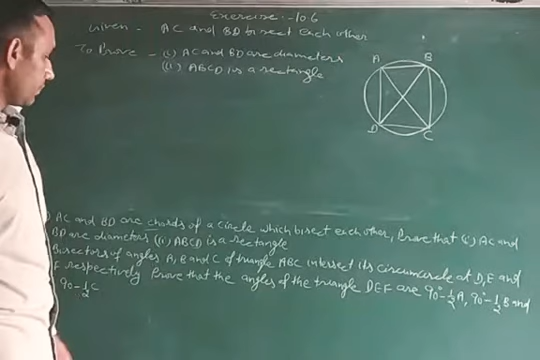 Exercise :- 10.6
Given - AC and BD bisect Each other
To Prove - (i) AC and BD are diameters
(ii) ABCD is a rectangle
A B
D C
) AC and BD are chords of a circle which bisect each other, Prove that (i) AC and
BD are diameters (ii) ABCD is a rectangle
Bisectors of angles A, B and C of triangle ABC intersect its circumcircle at D, E and
F respectively Prove that the angles of the triangle DEF are 90°-1/2A, 90°-1/2B and
90-1/2C